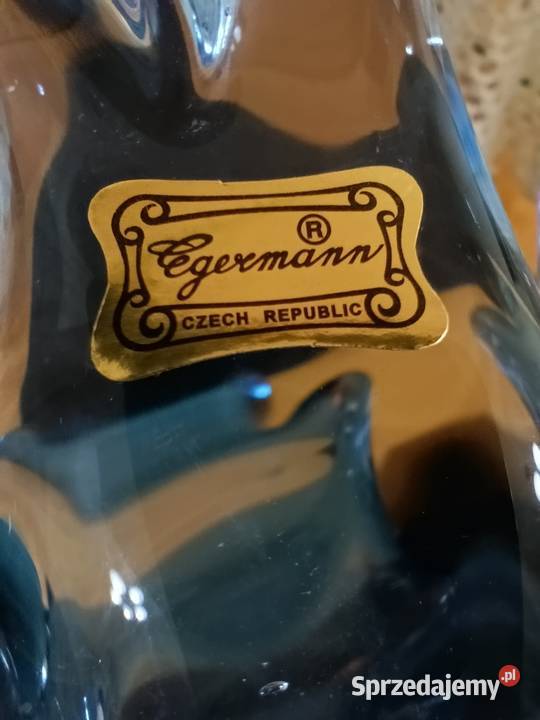 Egermann ®
CZECH REPUBLIC
Sprzedajemy.pl